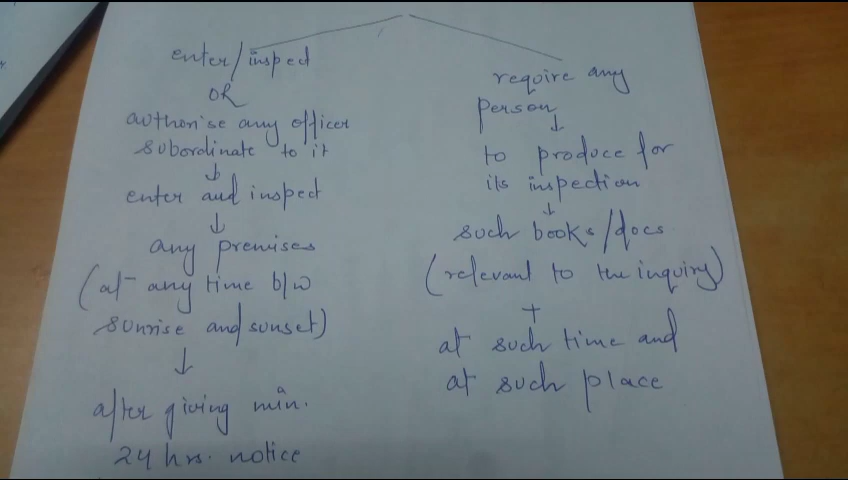 enter/inspect
OR
authorise any officer
subordinate to it
↓
enter and inspect
↓
any premises
(at any time b/w
sunrise and sunset)
↓
after giving min.
24 hrs. notice
require any
person
↓
to produce for
its inspection
↓
such books/docs
(relevant to the inquiry)
+
at such time and
at such place